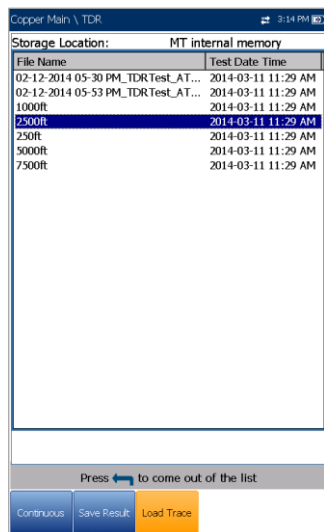 Copper Main \ TDR 3:14 PM
Storage Location: MT internal memory
File Name Test Date Time
02-12-2014 05-30 PM_TDRTest_AT... 2014-03-11 11:29 AM
02-12-2014 05-53 PM_TDRTest_AT... 2014-03-11 11:29 AM
1000ft 2014-03-11 11:29 AM
2500ft 2014-03-11 11:29 AM
250ft 2014-03-11 11:29 AM
5000ft 2014-03-11 11:29 AM
7500ft 2014-03-11 11:29 AM
Press to come out of the list
Continuous Save Result Load Trace